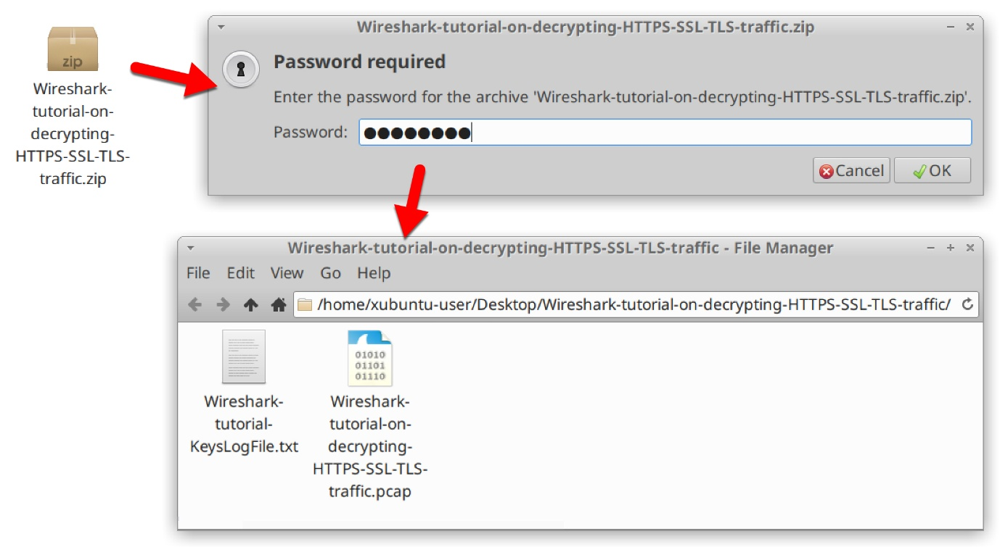 zip
Wireshark-
tutorial-on-
decrypting-
HTTPS-SSL-TLS-
traffic.zip
Wireshark-tutorial-on-decrypting-HTTPS-SSL-TLS-traffic.zip
Password required
Enter the password for the archive 'Wireshark-tutorial-on-decrypting-HTTPS-SSL-TLS-traffic.zip'.
Password: ●●●●●●●●
Cancel OK
Wireshark-tutorial-on-decrypting-HTTPS-SSL-TLS-traffic - File Manager
File Edit View Go Help
/home/xubuntu-user/Desktop/Wireshark-tutorial-on-decrypting-HTTPS-SSL-TLS-traffic/
Wireshark-
tutorial-
KeysLogFile.txt
01010
01101
01110
Wireshark-
tutorial-on-
decrypting-
HTTPS-SSL-TLS-
traffic.pcap